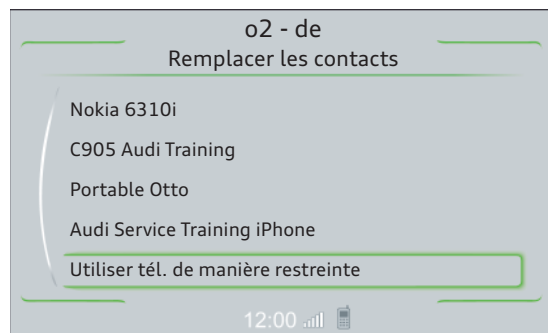 o2 - de
Remplacer les contacts
Nokia 6310i
C905 Audi Training
Portable Otto
Audi Service Training iPhone
Utiliser tél. de manière restreinte
12:00